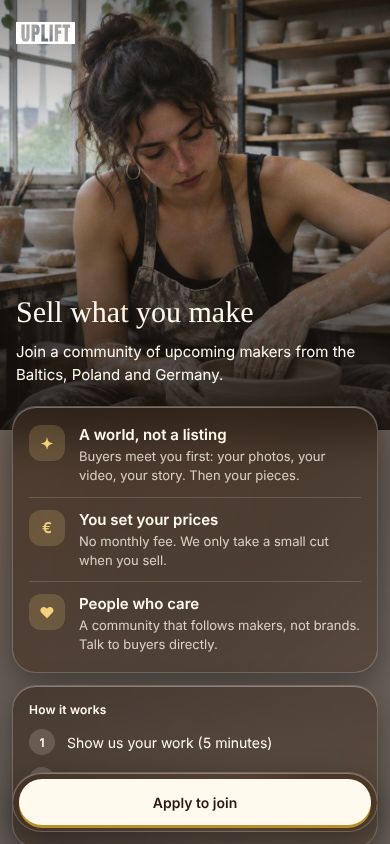 UPLIFT
Sell what you make
Join a community of upcoming makers from the
Baltics, Poland and Germany.
A world, not a listing
Buyers meet you first: your photos, your
video, your story. Then your pieces.
€
You set your prices
No monthly fee. We only take a small cut
when you sell.
People who care
A community that follows makers, not brands.
Talk to buyers directly.
How it works
1 Show us your work (5 minutes)
Apply to join